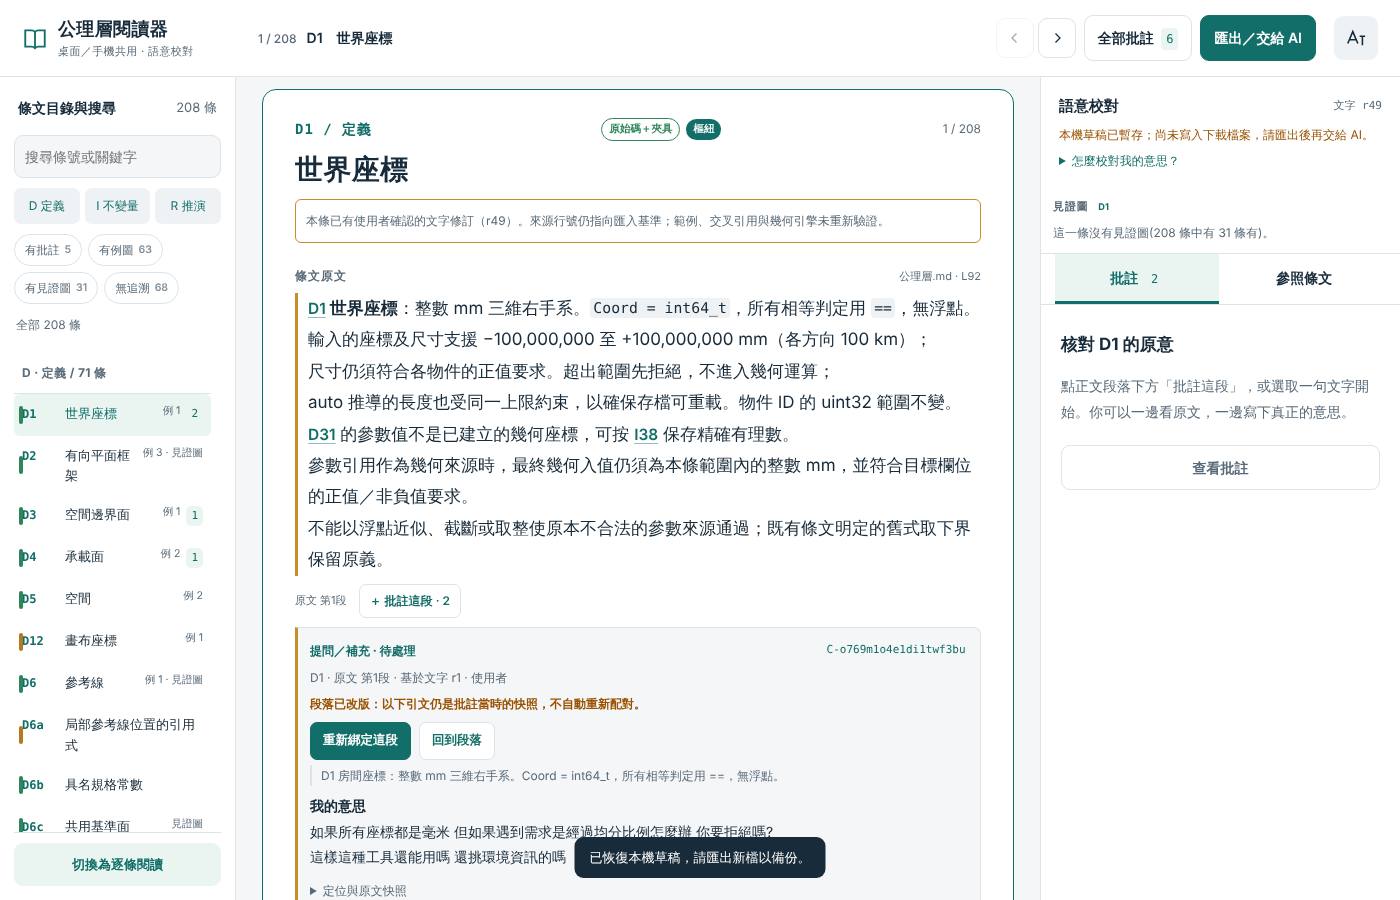 公理層閱讀器
桌面／手機共用 · 語意校對
1 / 208 D1 世界座標
全部批註 6
匯出／交給 AI
條文目錄與搜尋 208 條
搜尋條號或關鍵字
D 定義
I 不變量
R 推演
有批註 5
有例圖 63
有見證圖 31
無追溯 68
全部 208 條
D · 定義 / 71 條
D1 世界座標 例 1 2
D2 有向平面框架 例 3 · 見證圖
D3 空間邊界面 例 1 1
D4 承載面 例 2 1
D5 空間 例 2
D12 畫布座標 例 1
D6 參考線 例 1 · 見證圖
D6a 局部參考線位置的引用式
D6b 具名規格常數
D6c 共用基準面 見證圖
切換為逐條閱讀
D1 / 定義
原始碼+夾具
樞紐
1 / 208
世界座標
本條已有使用者確認的文字修訂（r49）。來源行號仍指向匯入基準；範例、交叉引用與幾何引擎未重新驗證。
條文原文 公理層.md · L92
D1 世界座標：整數 mm 三維右手系。Coord = int64_t，所有相等判定用 ==，無浮點。
輸入的座標及尺寸支援 −100,000,000 至 +100,000,000 mm（各方向 100 km）；
尺寸仍須符合各物件的正值要求。超出範圍先拒絕，不進入幾何運算；
auto 推導的長度也受同一上限約束，以確保存檔可重載。物件 ID 的 uint32 範圍不變。
D31 的參數值不是已建立的幾何座標，可按 I38 保存精確有理數。
參數引用作為幾何來源時，最終幾何入值仍須為本條範圍內的整數 mm，並符合目標欄位
的正值／非負值要求。
不能以浮點近似、截斷或取整使原本不合法的參數來源通過；既有條文明定的舊式取下界
保留原義。
原文 第1段
+ 批註這段 · 2
提問／補充 · 待處理 C-o769m1o4e1di1twf3bu
D1 · 原文 第1段 · 基於文字 r1 · 使用者
段落已改版：以下引文仍是批註當時的快照，不自動重新配對。
重新綁定這段
回到段落
D1 房間座標：整數 mm 三維右手系。Coord = int64_t，所有相等判定用 ==，無浮點。
我的意思
如果所有座標都是毫米 但如果遇到需求是經過均分比例怎麼辦 你要拒絕嗎?
這樣這種工具還能用嗎 還挑環境資訊的嗎
已恢復本機草稿，請匯出新檔以備份。
▶ 定位與原文快照
語意校對 文字 r49
本機草稿已暫存；尚未寫入下載檔案，請匯出後再交給 AI。
▶ 怎麼校對我的意思？
見證圖 D1
這一條沒有見證圖(208 條中有 31 條有)。
批註 2
參照條文
核對 D1 的原意
點正文段落下方「批註這段」，或選取一句文字開
始。你可以一邊看原文，一邊寫下真正的意思。
查看批註